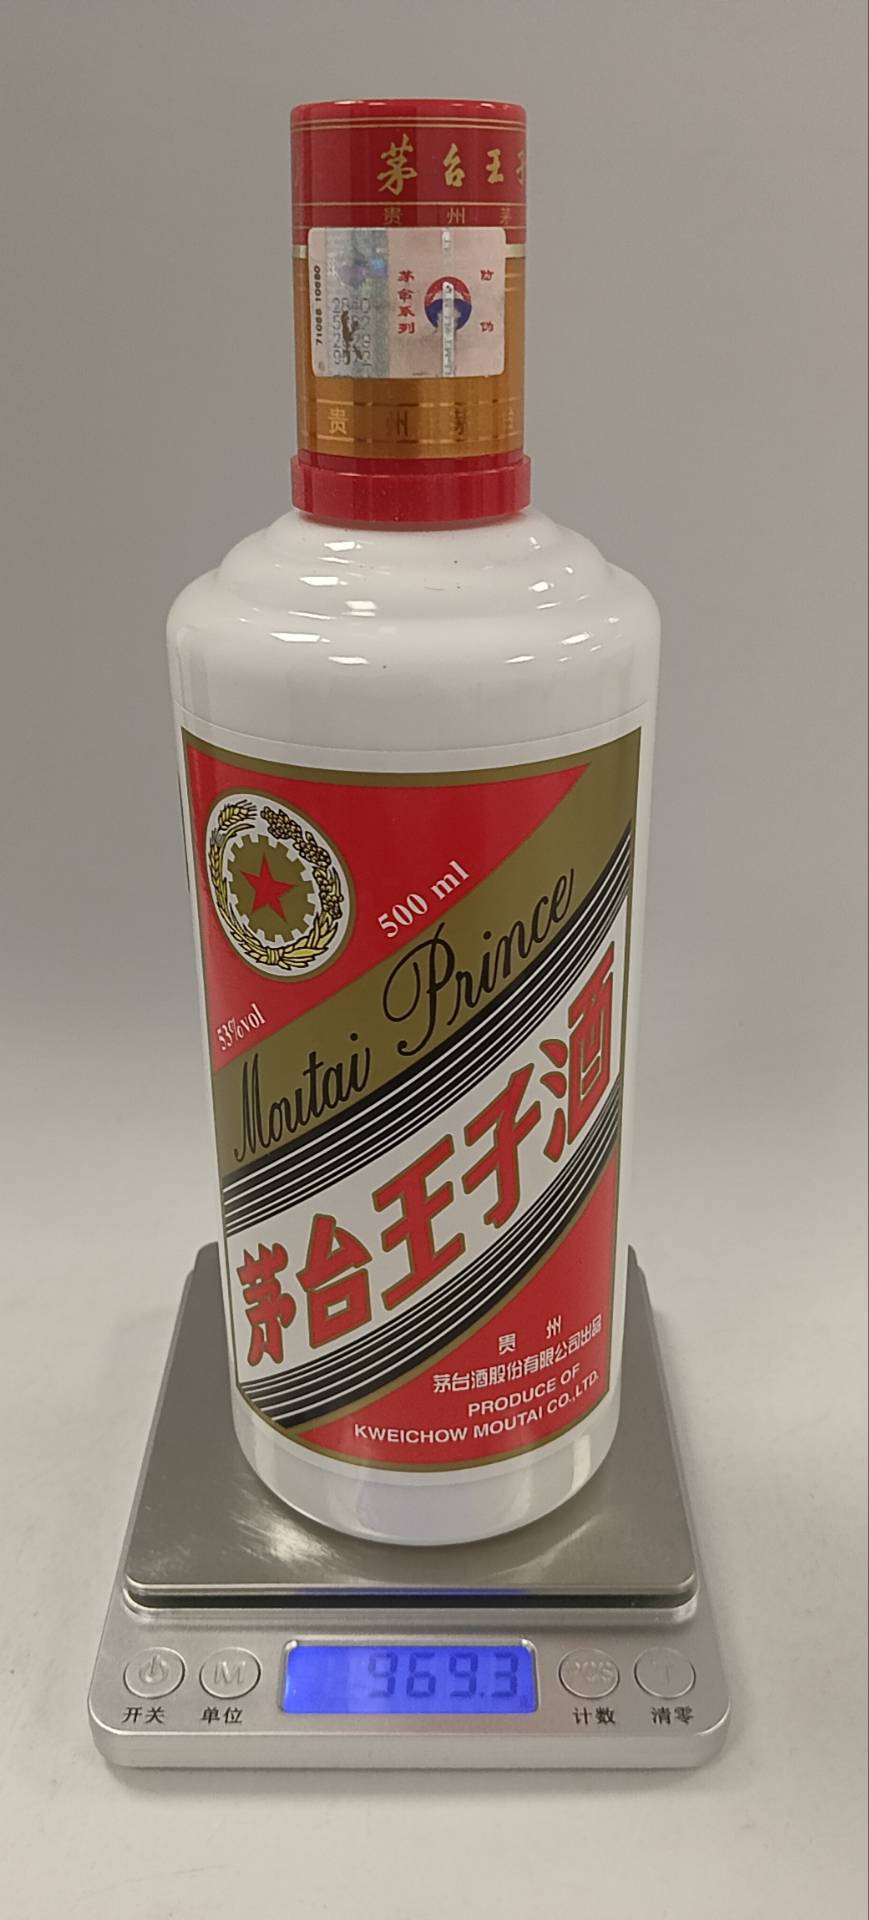 茅台王子
贵州茅
71088 10680
茅台系列
防伪
贵州茅台
500 ml
53%vol
Moutai Prince
茅台王子酒
贵州
茅台酒股份有限公司出品
PRODUCE OF
KWEICHOW MOUTAI CO.,LTD.
969.3
M
PCS
T
开关
单位
计数
清零